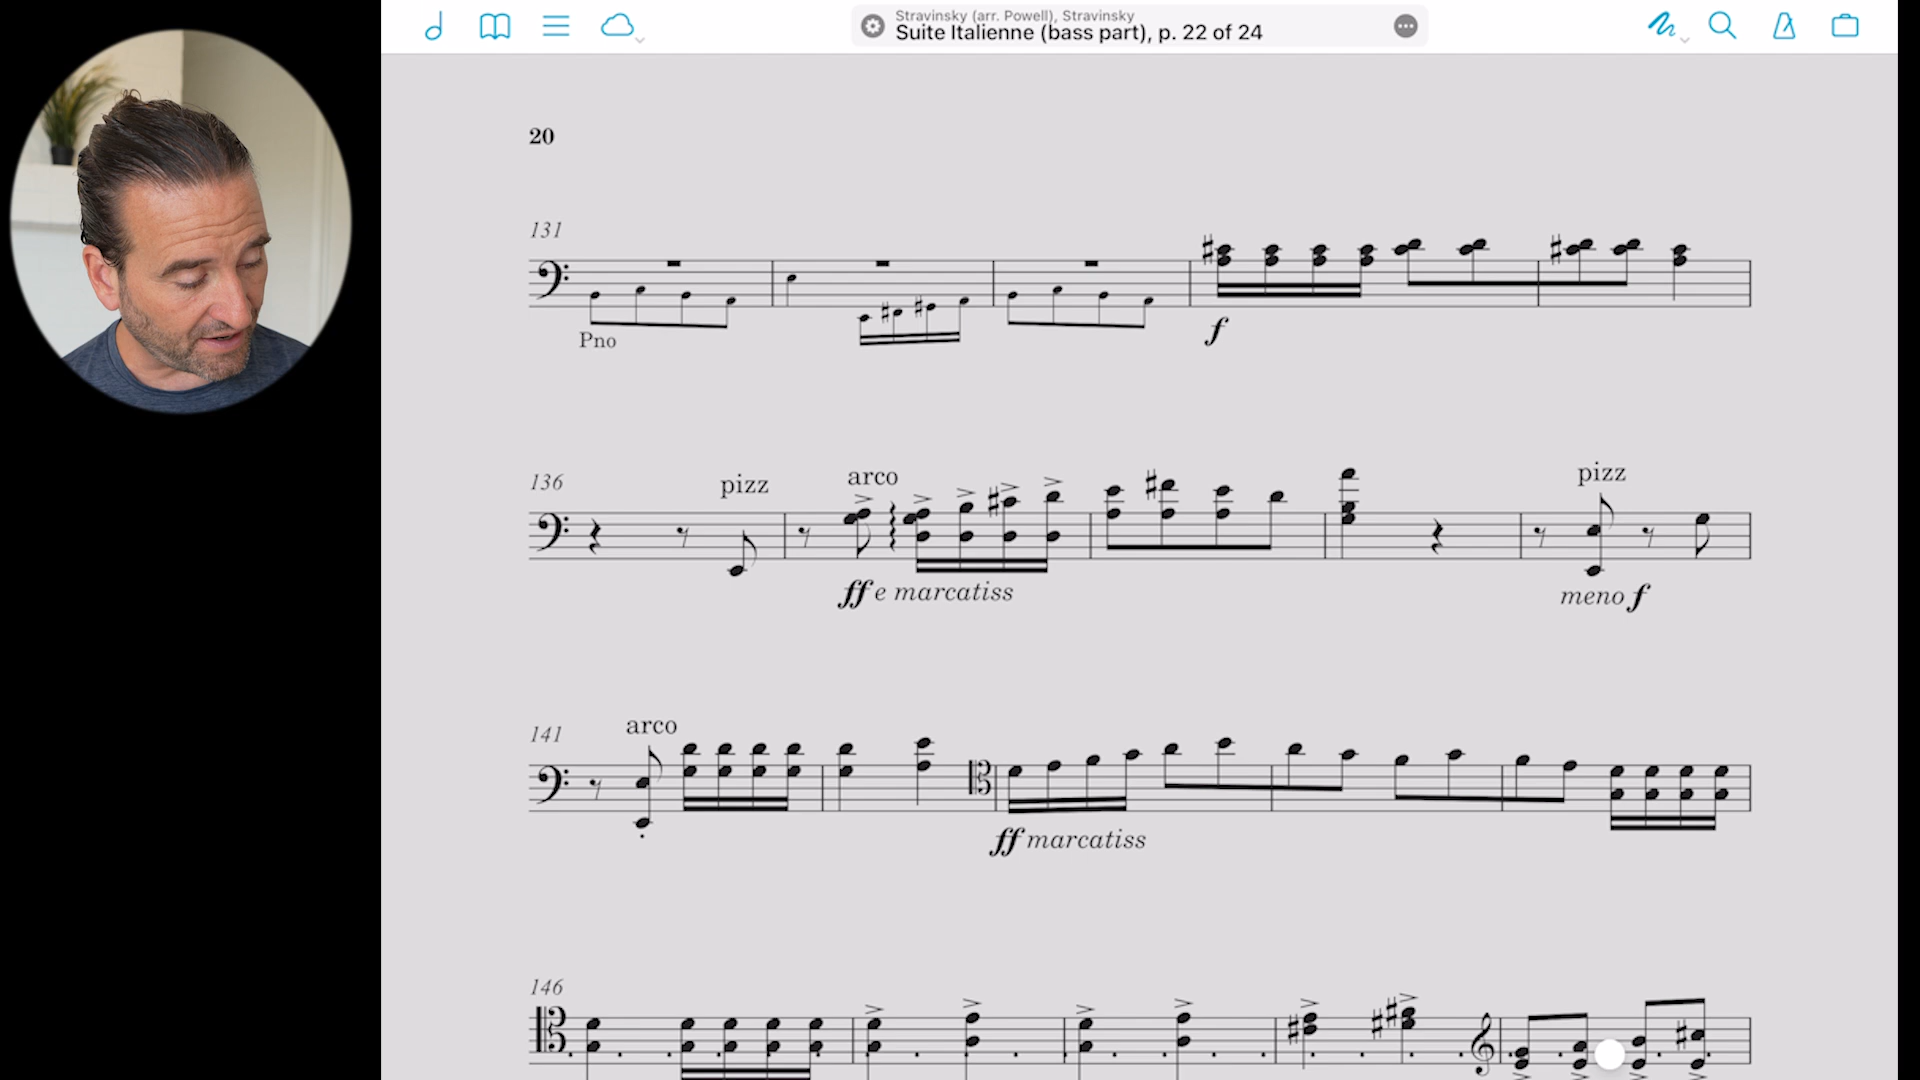 Stravinsky (arr. Powell), Stravinsky
Suite Italienne (bass part), p. 22 of 24
20
131
Pno
f
136
pizz
arco
pizz
ff e marcatiss
meno f
141
arco
ff marcatiss
146